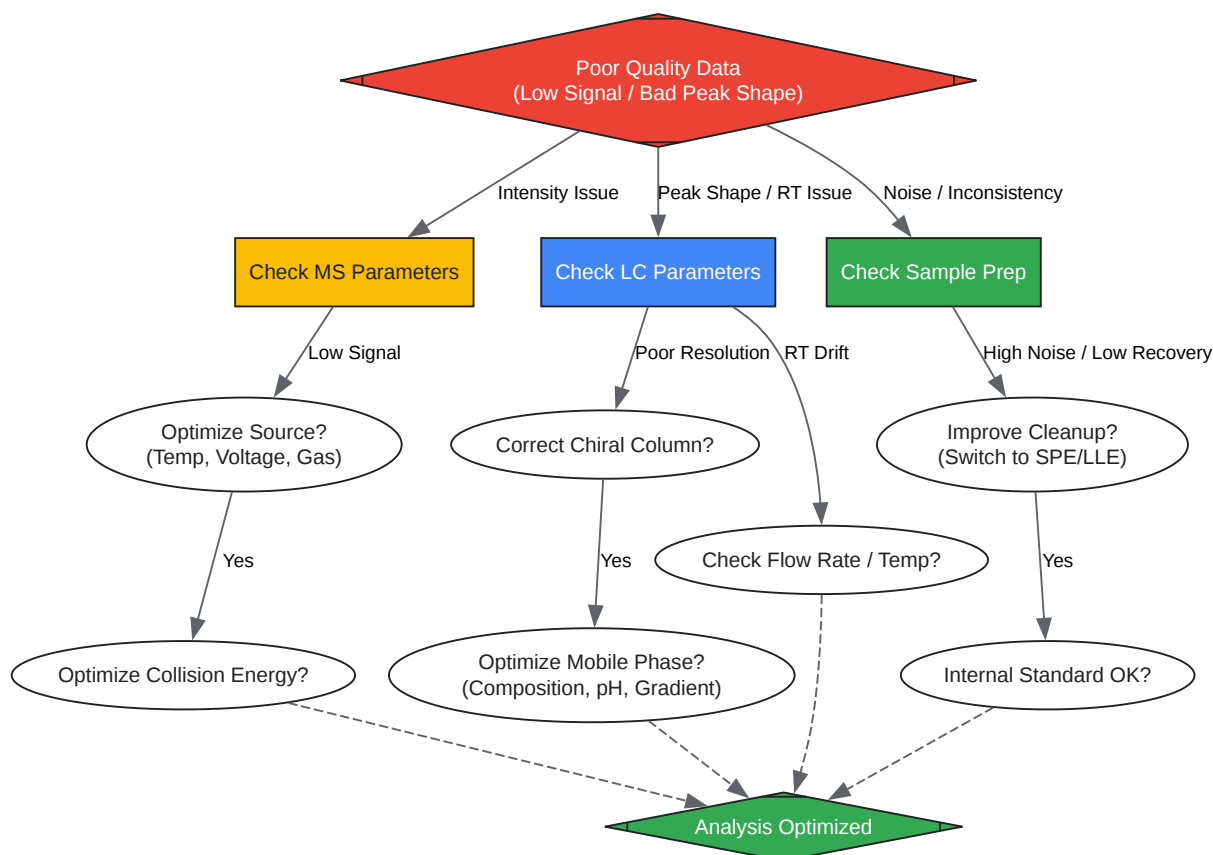 Poor Quality Data
(Low Signal / Bad Peak Shape)
Intensity Issue
Peak Shape / RT Issue
Noise / Inconsistency
Check MS Parameters
Check LC Parameters
Check Sample Prep
Low Signal
Poor Resolution
RT Drift
High Noise / Low Recovery
Optimize Source?
(Temp, Voltage, Gas)
Correct Chiral Column?
Improve Cleanup?
(Switch to SPE/LLE)
Yes
Yes
Check Flow Rate / Temp?
Yes
Optimize Collision Energy?
Optimize Mobile Phase?
(Composition, pH, Gradient)
Internal Standard OK?
Analysis Optimized